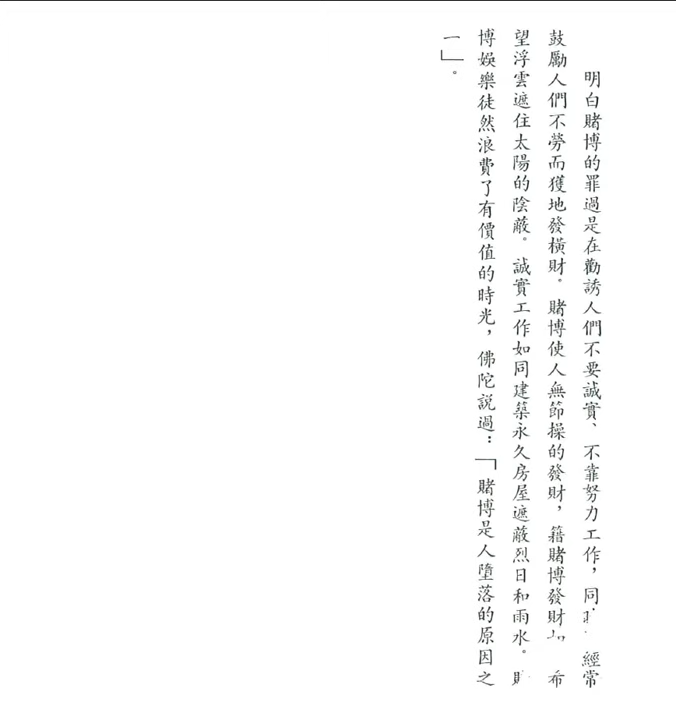 明白賭博的罪過是在勸誘人們不要誠實、不靠努力工作，同 經常
鼓勵人們不勞而獲地發橫財。賭博使人無節操的發財，籍賭博發財 希
望浮雲遮住太陽的陰蔽。誠實工作如同建築永久房屋遮蔽烈日和雨水。
博娛樂徒然浪費了有價值的時光，佛陀說過：「賭博是人墮落的原因之
一」。